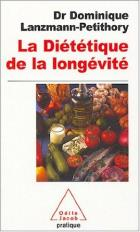 Dr Dominique
Lanzmann-Petithory
La Diététique
de la longévité
Odile
Jacob
pratique